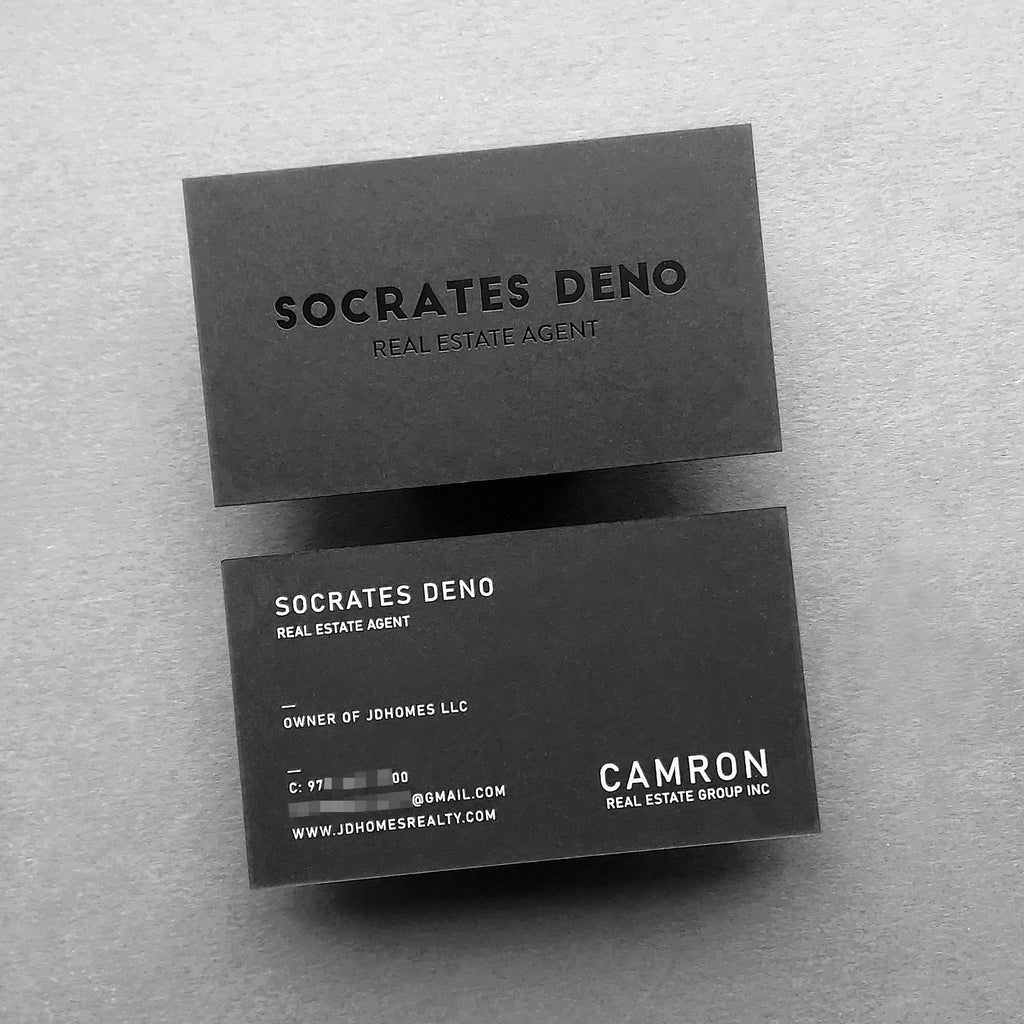 SOCRATES DENO
REAL ESTATE AGENT
SOCRATES DENO
REAL ESTATE AGENT
OWNER OF JDHOMES LLC
C: 97 00
@GMAIL.COM
WWW.JDHOMESREALTY.COM
CAMRON
REAL ESTATE GROUP INC